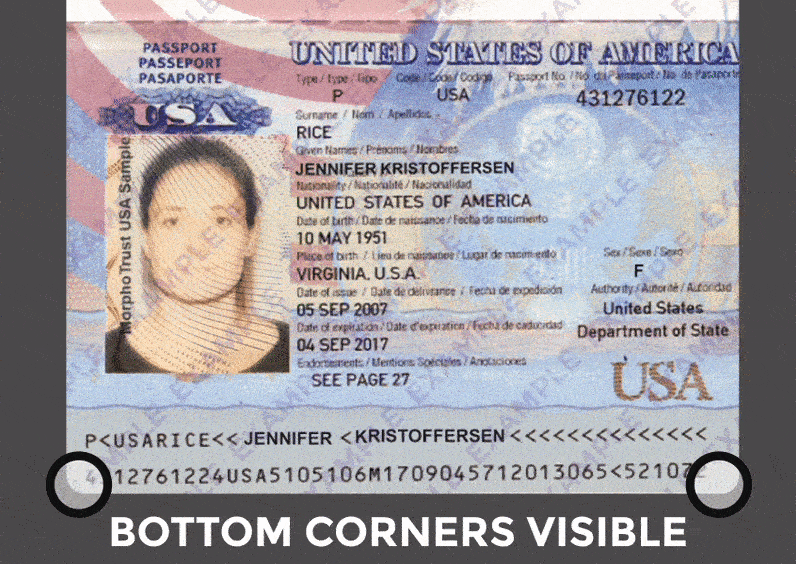 PASSPORT
PASSEPORT
PASAPORTE
USA
UNITED STATES OF AMERICA
Type / Type / Tipo Code / Code / Codigo Passport No. / No. du Passeport / No. de Pasaporte
P USA 431276122
Surname / Nom / Apellidos
RICE
Given Names / Prénoms / Nombres
JENNIFER KRISTOFFERSEN
Nationality / Nationalité / Nacionalidad
UNITED STATES OF AMERICA
Date of birth / Date de naissance / Fecha de nacimiento
10 MAY 1951
Place of birth / Lieu de naissance / Lugar de nacimiento Sex / Sexe / Sexo
VIRGINIA, U.S.A. F
Date of issue / Date de délivrance / Fecha de expedición Authority / Autorité / Autoridad
05 SEP 2007 United States
Date of expiration / Date d'expiration / Fecha de caducidad Department of State
04 SEP 2017
Endorsements / Mentions Spéciales / Anotaciones
SEE PAGE 27
USA
MorphoTrust USA Sample
EXAMPLE
P<USARICE<< JENNIFER <KRISTOFFERSEN<<<<<<<<<<<<<<
12761224USA5105106M1709045712013065<52107
BOTTOM CORNERS VISIBLE